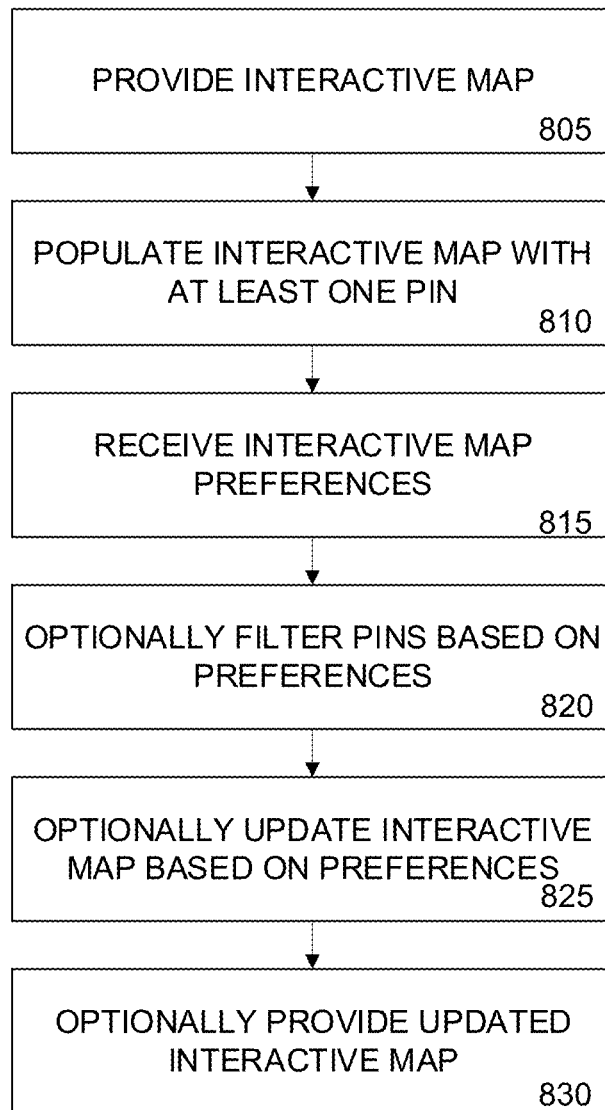 PROVIDE INTERACTIVE MAP
805
POPULATE INTERACTIVE MAP WITH
AT LEAST ONE PIN
810
RECEIVE INTERACTIVE MAP
PREFERENCES
815
OPTIONALLY FILTER PINS BASED ON
PREFERENCES
820
OPTIONALLY UPDATE INTERACTIVE
MAP BASED ON PREFERENCES
825
OPTIONALLY PROVIDE UPDATED
INTERACTIVE MAP
830